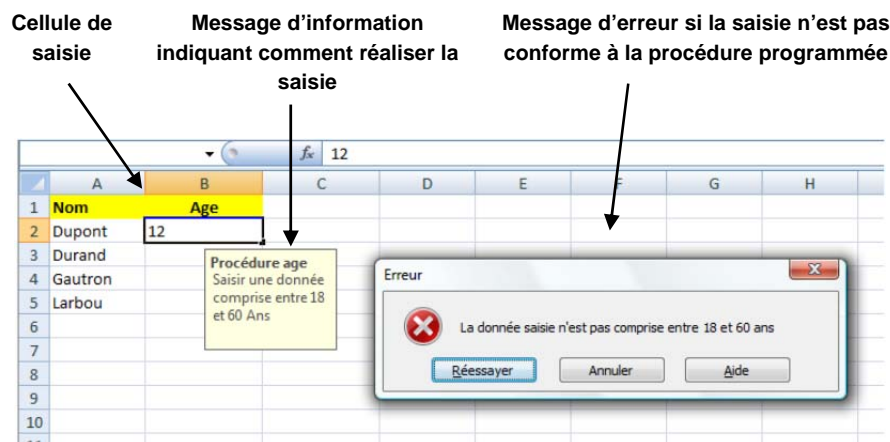 Cellule de
saisie
Message d'information
indiquant comment réaliser la
saisie
Message d'erreur si la saisie n'est pas
conforme à la procédure programmée
fx 12
A B C D E F G H
1 Nom Age
2 Dupont 12
3 Durand
4 Gautron
5 Larbou
6
7
8
9
10
Procédure age
Saisir une donnée
comprise entre 18
et 60 Ans
Erreur
La donnée saisie n'est pas comprise entre 18 et 60 ans
Réessayer Annuler Aide